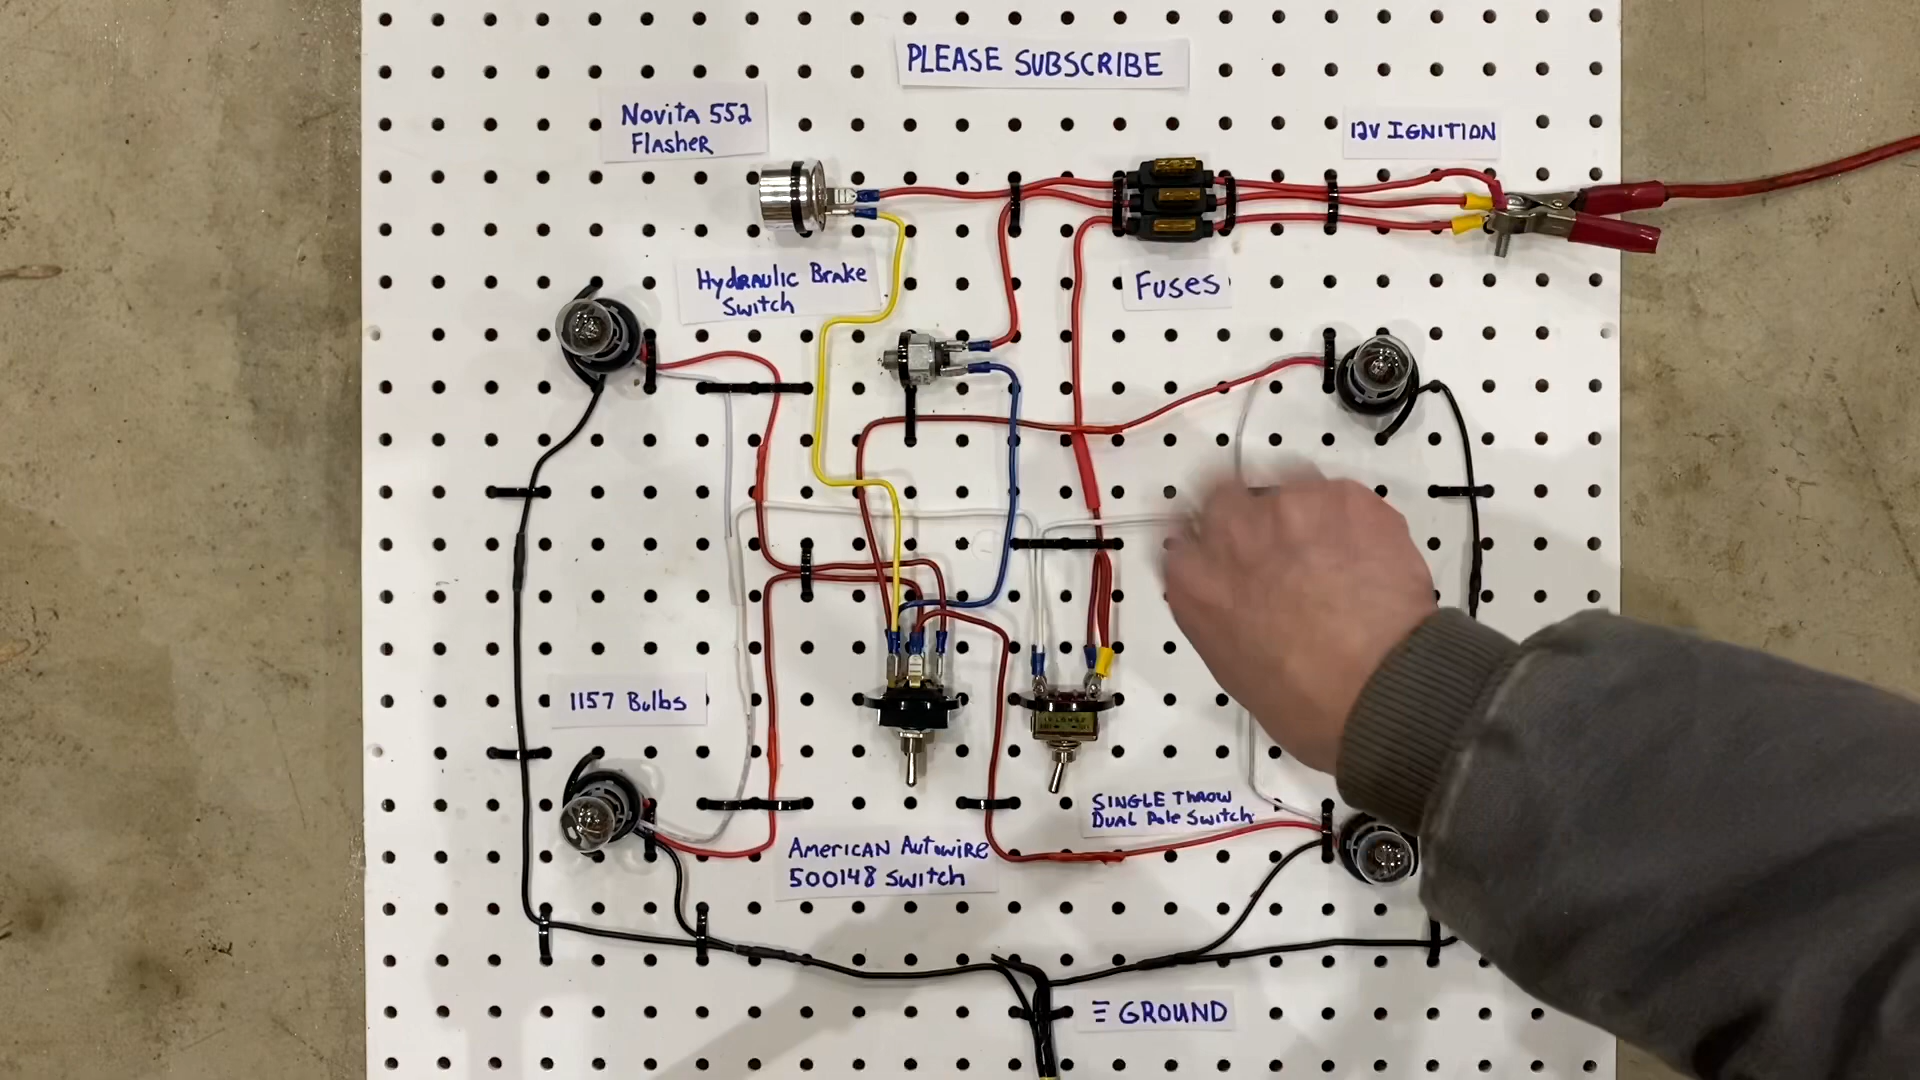 PLEASE SUBSCRIBE
Novita 552
Flasher
12V IGNITION
Hydraulic Brake
Switch
Fuses
1157 Bulbs
SINGLE THROW
DUAL Pole Switch
AMERICAN Autowire
500148 Switch
GROUND